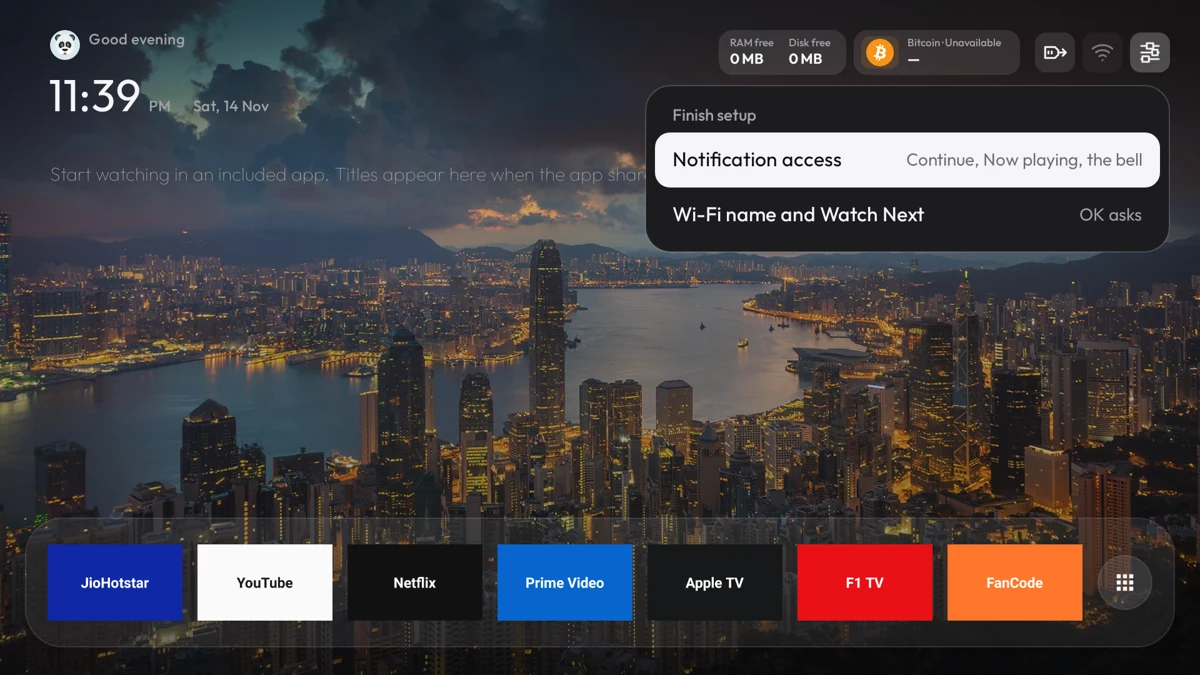 Good evening
11:39 PM Sat, 14 Nov
RAM free
0 MB
Disk free
0 MB
Bitcoin · Unavailable
—
Start watching in an included app. Titles appear here when the app shar
Finish setup
Notification access Continue, Now playing, the bell
Wi-Fi name and Watch Next OK asks
JioHotstar
YouTube
Netflix
Prime Video
Apple TV
F1 TV
FanCode